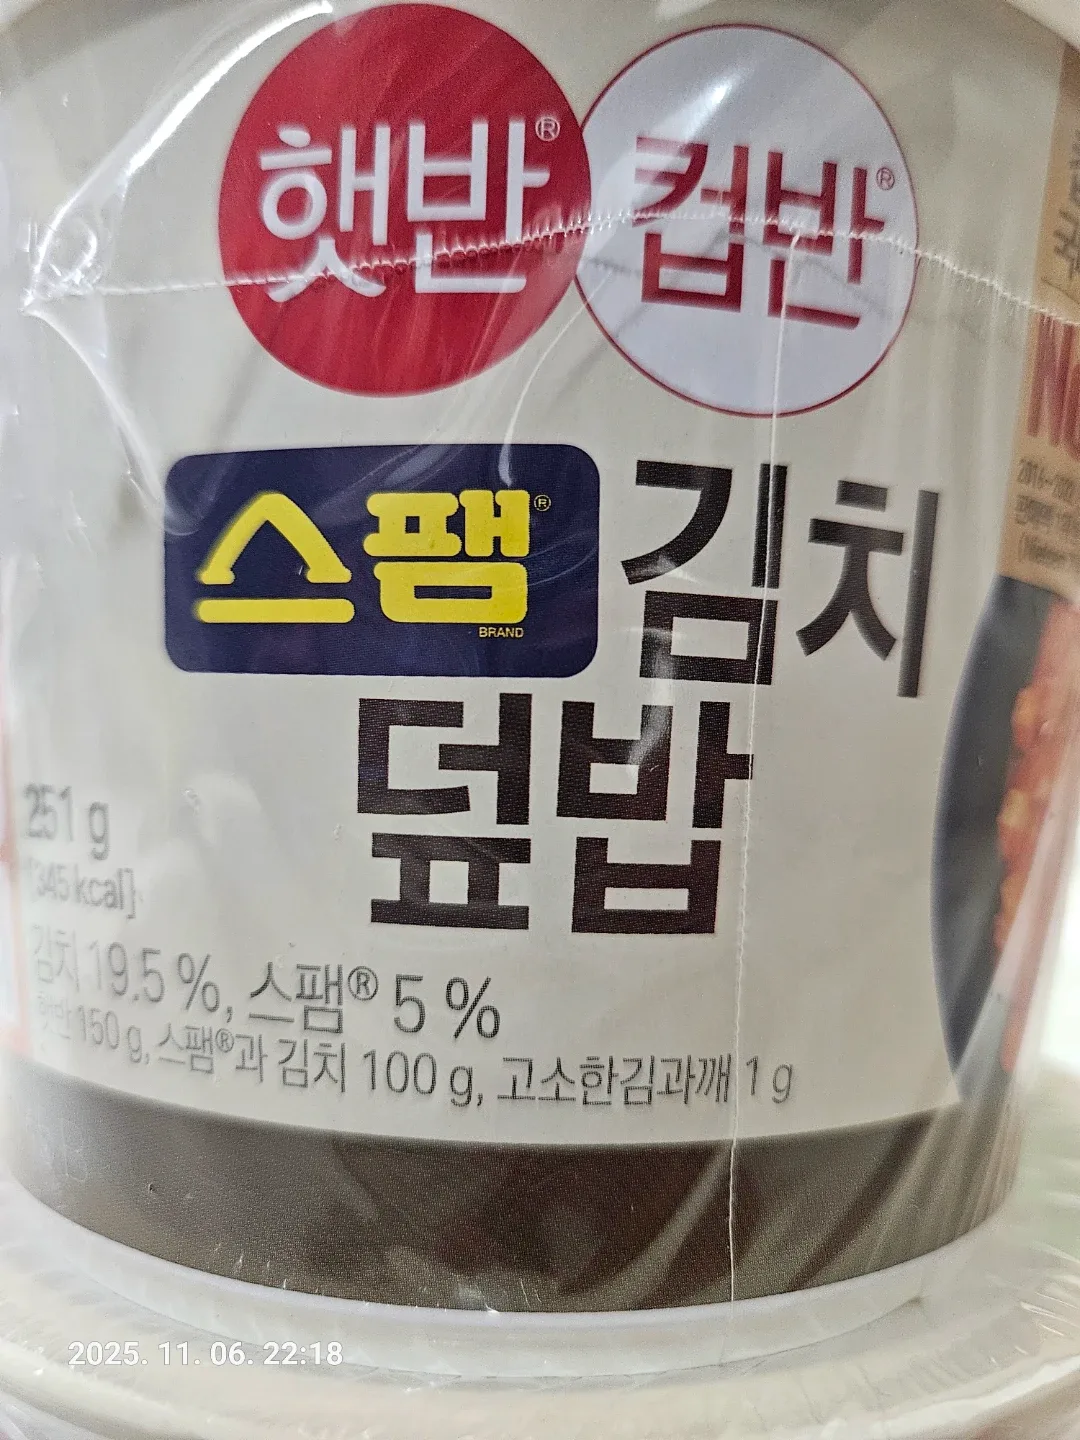 햇반® 컵반®
스팸® 김치
BRAND
덮밥
251 g
[345 kcal]
김치 19.5 %, 스팸® 5 %
햇반 150 g, 스팸®과 김치 100 g, 고소한김과깨 1 g
2025. 11. 06. 22:18